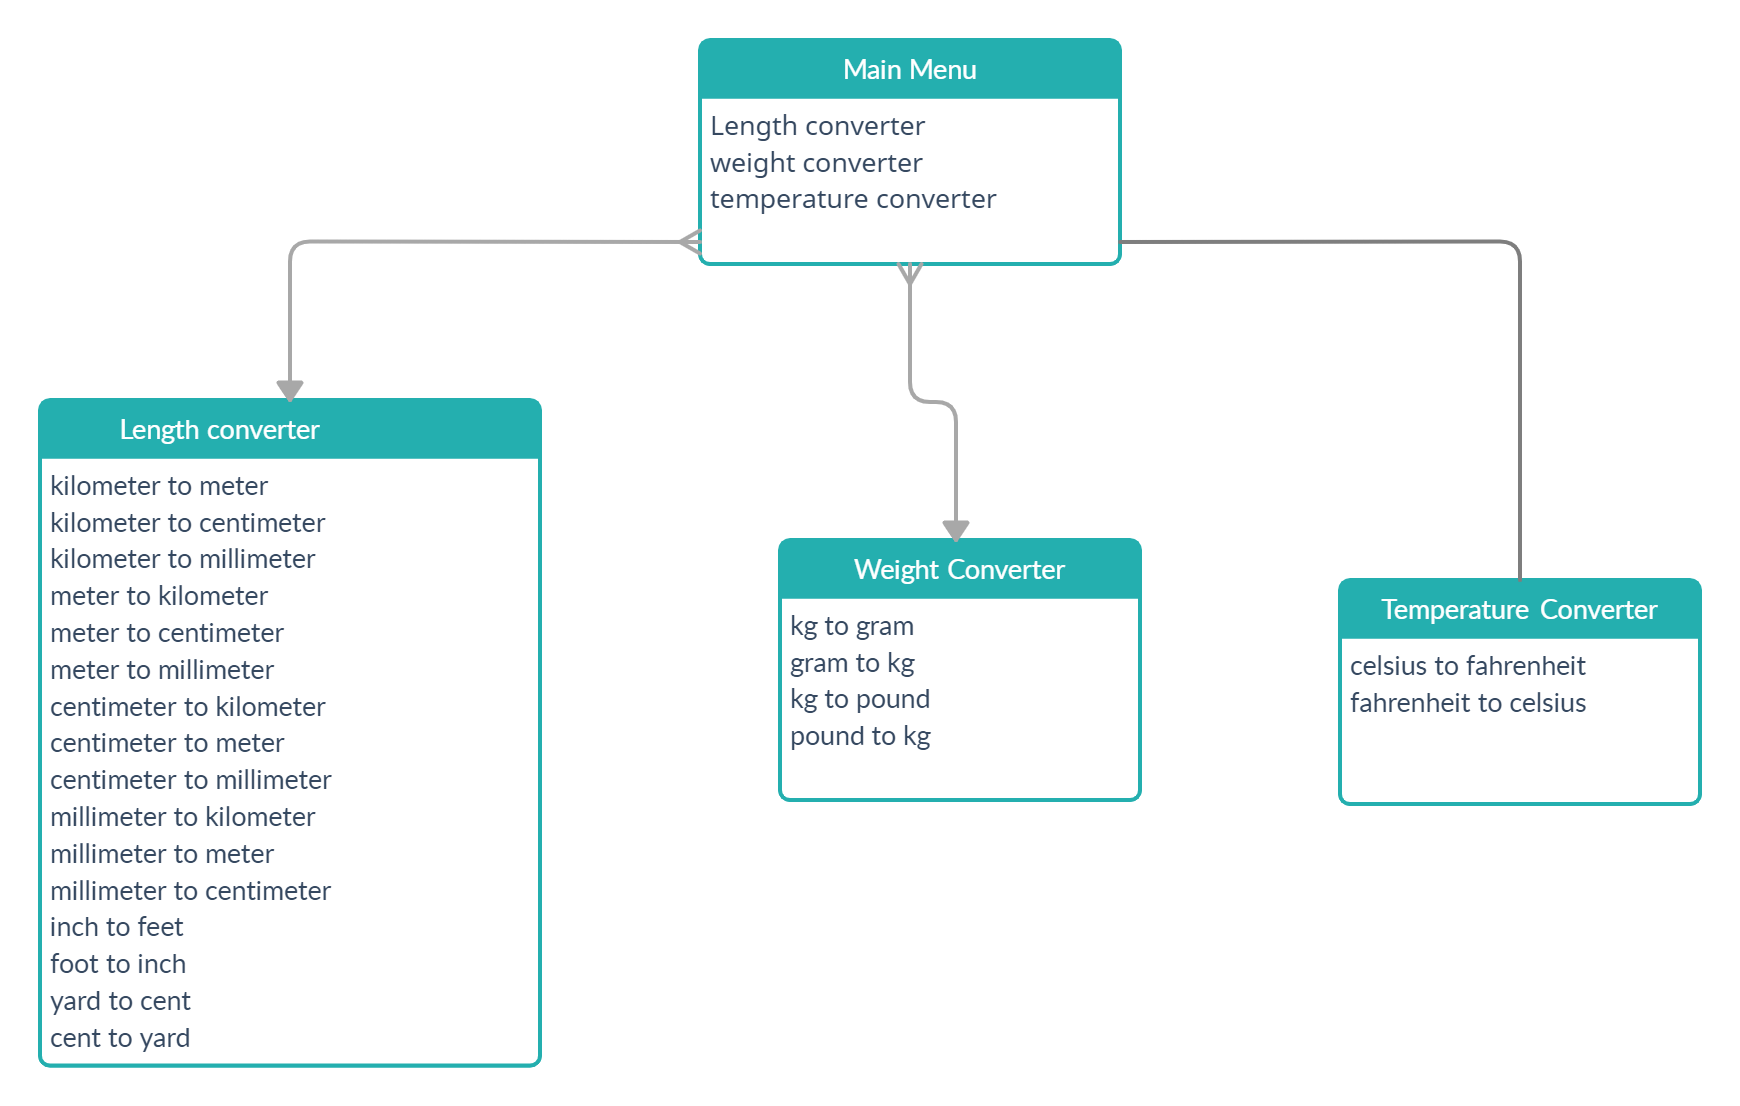 Main Menu
Length converter
weight converter
temperature converter
Length converter
kilometer to meter
kilometer to centimeter
kilometer to millimeter
meter to kilometer
meter to centimeter
meter to millimeter
centimeter to kilometer
centimeter to meter
centimeter to millimeter
millimeter to kilometer
millimeter to meter
millimeter to centimeter
inch to feet
foot to inch
yard to cent
cent to yard
Weight Converter
kg to gram
gram to kg
kg to pound
pound to kg
Temperature Converter
celsius to fahrenheit
fahrenheit to celsius